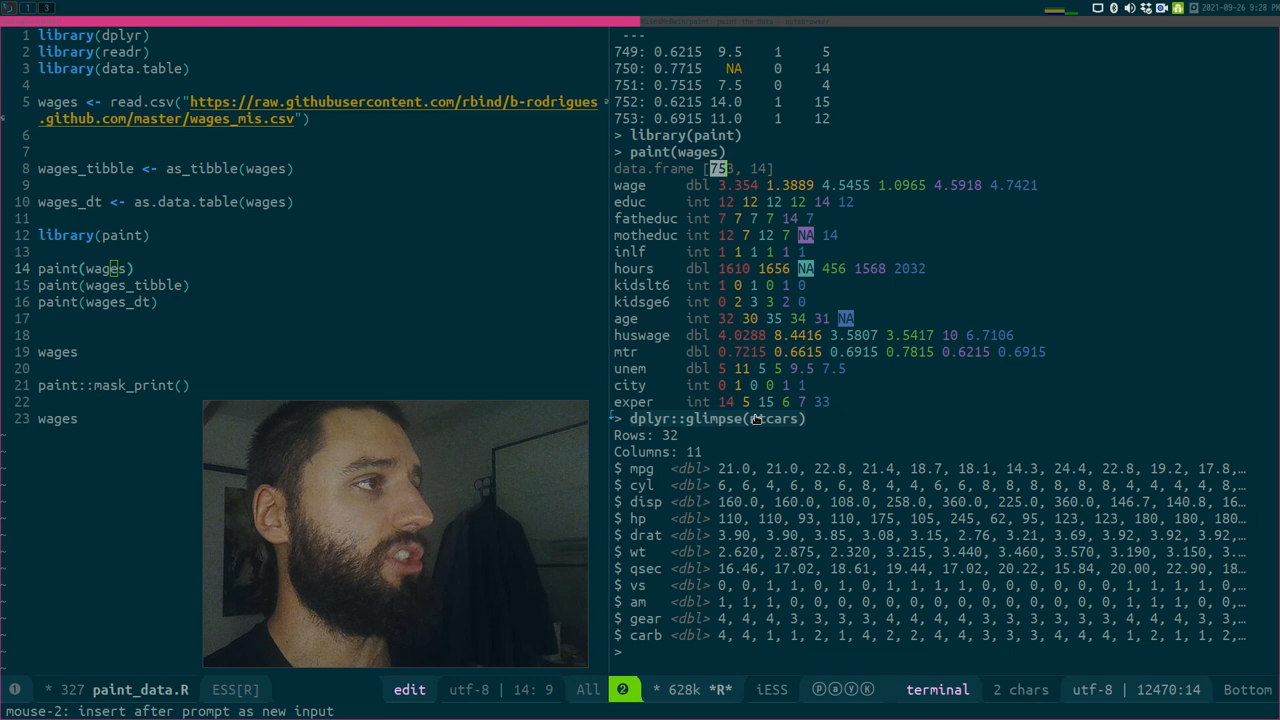 1 2 3
2021-09-26 9:28 PM
1 library(dplyr)
2 library(readr)
3 library(data.table)
4
5 wages <- read.csv("https://raw.githubusercontent.com/rbind/b-rodrigues
.github.com/master/wages_mis.csv")
6
7
8 wages_tibble <- as_tibble(wages)
9
10 wages_dt <- as.data.table(wages)
11
12 library(paint)
13
14 paint(wages)
15 paint(wages_tibble)
16 paint(wages_dt)
17
18
19 wages
20
21 paint::mask_print()
22
23 wages
---
749: 0.6215 9.5 1 5
750: 0.7715 NA 0 14
751: 0.7515 7.5 0 4
752: 0.6215 14.0 1 15
753: 0.6915 11.0 1 12
> library(paint)
> paint(wages)
data.frame [753, 14]
wage dbl 3.354 1.3889 4.5455 1.0965 4.5918 4.7421
educ int 12 12 12 12 14 12
fatheduc int 7 7 7 7 14 7
motheduc int 12 7 12 7 NA 14
inlf int 1 1 1 1 1 1
hours dbl 1610 1656 NA 456 1568 2032
kidslt6 int 1 0 1 0 1 0
kidsge6 int 0 2 3 3 2 0
age int 32 30 35 34 31 NA
huswage dbl 4.0288 8.4416 3.5807 3.5417 10 6.7106
mtr dbl 0.7215 0.6615 0.6915 0.7815 0.6215 0.6915
unem dbl 5 11 5 5 9.5 7.5
city int 0 1 0 0 1 1
exper int 14 5 15 6 7 33
> dplyr::glimpse(mtcars)
Rows: 32
Columns: 11
$ mpg <dbl> 21.0, 21.0, 22.8, 21.4, 18.7, 18.1, 14.3, 24.4, 22.8, 19.2, 17.8,…
$ cyl <dbl> 6, 6, 4, 6, 8, 6, 8, 4, 4, 6, 6, 8, 8, 8, 8, 8, 8, 4, 4, 4, 4, 8,…
$ disp <dbl> 160.0, 160.0, 108.0, 258.0, 360.0, 225.0, 360.0, 146.7, 140.8, 16…
$ hp <dbl> 110, 110, 93, 110, 175, 105, 245, 62, 95, 123, 123, 180, 180, 180…
$ drat <dbl> 3.90, 3.90, 3.85, 3.08, 3.15, 2.76, 3.21, 3.69, 3.92, 3.92, 3.92,…
$ wt <dbl> 2.620, 2.875, 2.320, 3.215, 3.440, 3.460, 3.570, 3.190, 3.150, 3.…
$ qsec <dbl> 16.46, 17.02, 18.61, 19.44, 17.02, 20.22, 15.84, 20.00, 22.90, 18…
$ vs <dbl> 0, 0, 1, 1, 0, 1, 0, 1, 1, 1, 1, 0, 0, 0, 0, 0, 0, 1, 1, 1, 1, 0,…
$ am <dbl> 1, 1, 1, 0, 0, 0, 0, 0, 0, 0, 0, 0, 0, 0, 0, 0, 0, 1, 1, 1, 0, 0,…
$ gear <dbl> 4, 4, 4, 3, 3, 3, 3, 4, 4, 4, 4, 3, 3, 3, 3, 3, 3, 4, 4, 4, 3, 3,…
$ carb <dbl> 4, 4, 1, 1, 2, 1, 4, 2, 2, 4, 4, 3, 3, 3, 4, 4, 4, 1, 2, 1, 1, 2,…
>
1 * 327 paint_data.R ESS[R] edit utf-8 | 14: 9 All
2 * 628k *R* iESS ⓟⓐⓨⓀ terminal 2 chars utf-8 | 12470:14 Bottom
mouse-2: insert after prompt as new input